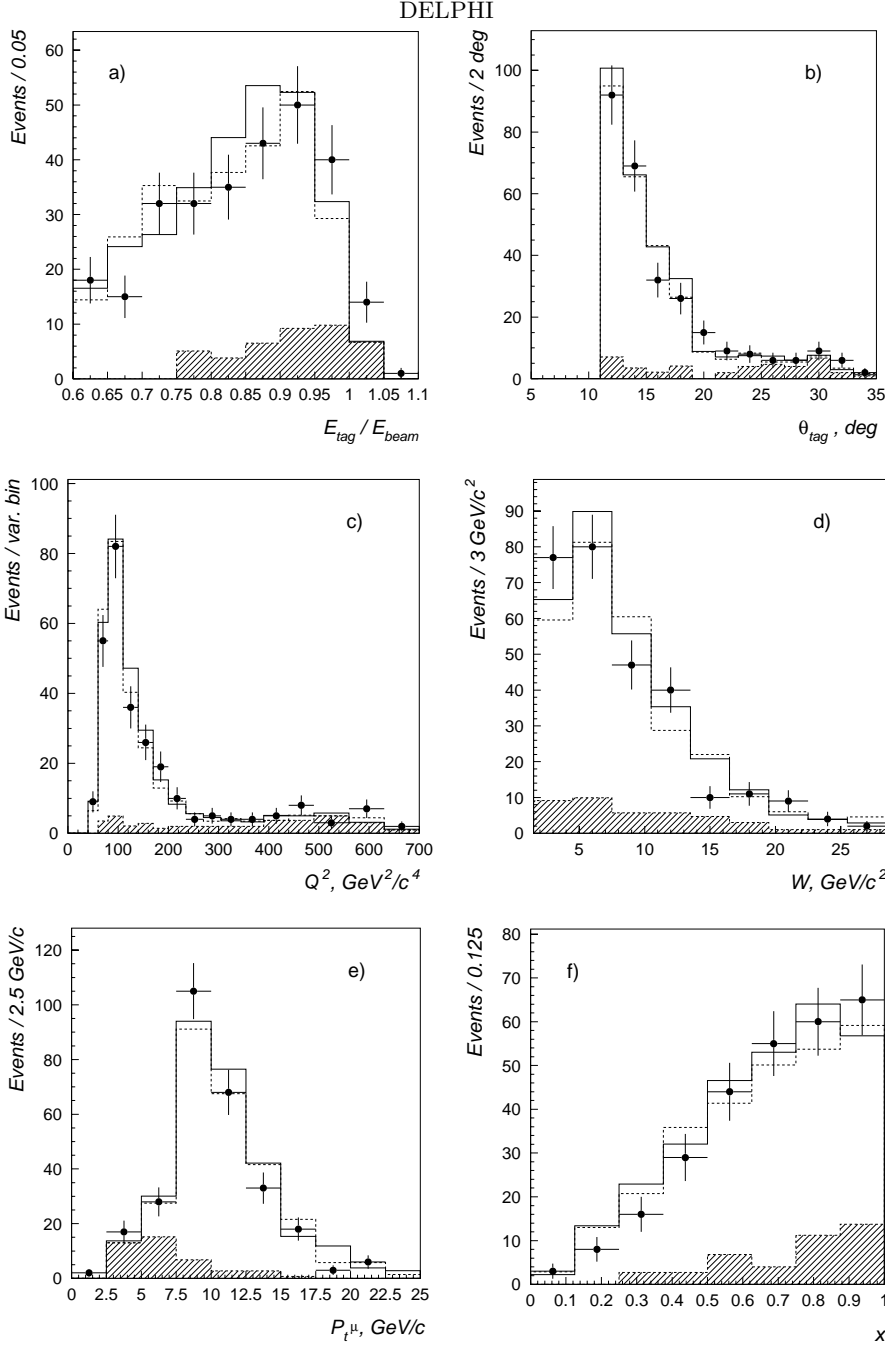 DELPHI
Events / 0.05
a)
60
50
40
30
20
10
0
0.6 0.65 0.7 0.75 0.8 0.85 0.9 0.95 1 1.05 1.1
E_tag / E_beam
Events / 2 deg
b)
100
80
60
40
20
0
5 10 15 20 25 30 35
θ_tag , deg
Events / var. bin
c)
100
80
60
40
20
0
0 100 200 300 400 500 600 700
Q², GeV²/c⁴
Events / 3 GeV/c²
d)
90
80
70
60
50
40
30
20
10
0
5 10 15 20 25
W, GeV/c²
Events / 2.5 GeV/c
e)
120
100
80
60
40
20
0
0 2.5 5 7.5 10 12.5 15 17.5 20 22.5 25
P_t^μ, GeV/c
Events / 0.125
f)
80
70
60
50
40
30
20
10
0
0 0.1 0.2 0.3 0.4 0.5 0.6 0.7 0.8 0.9 1
x